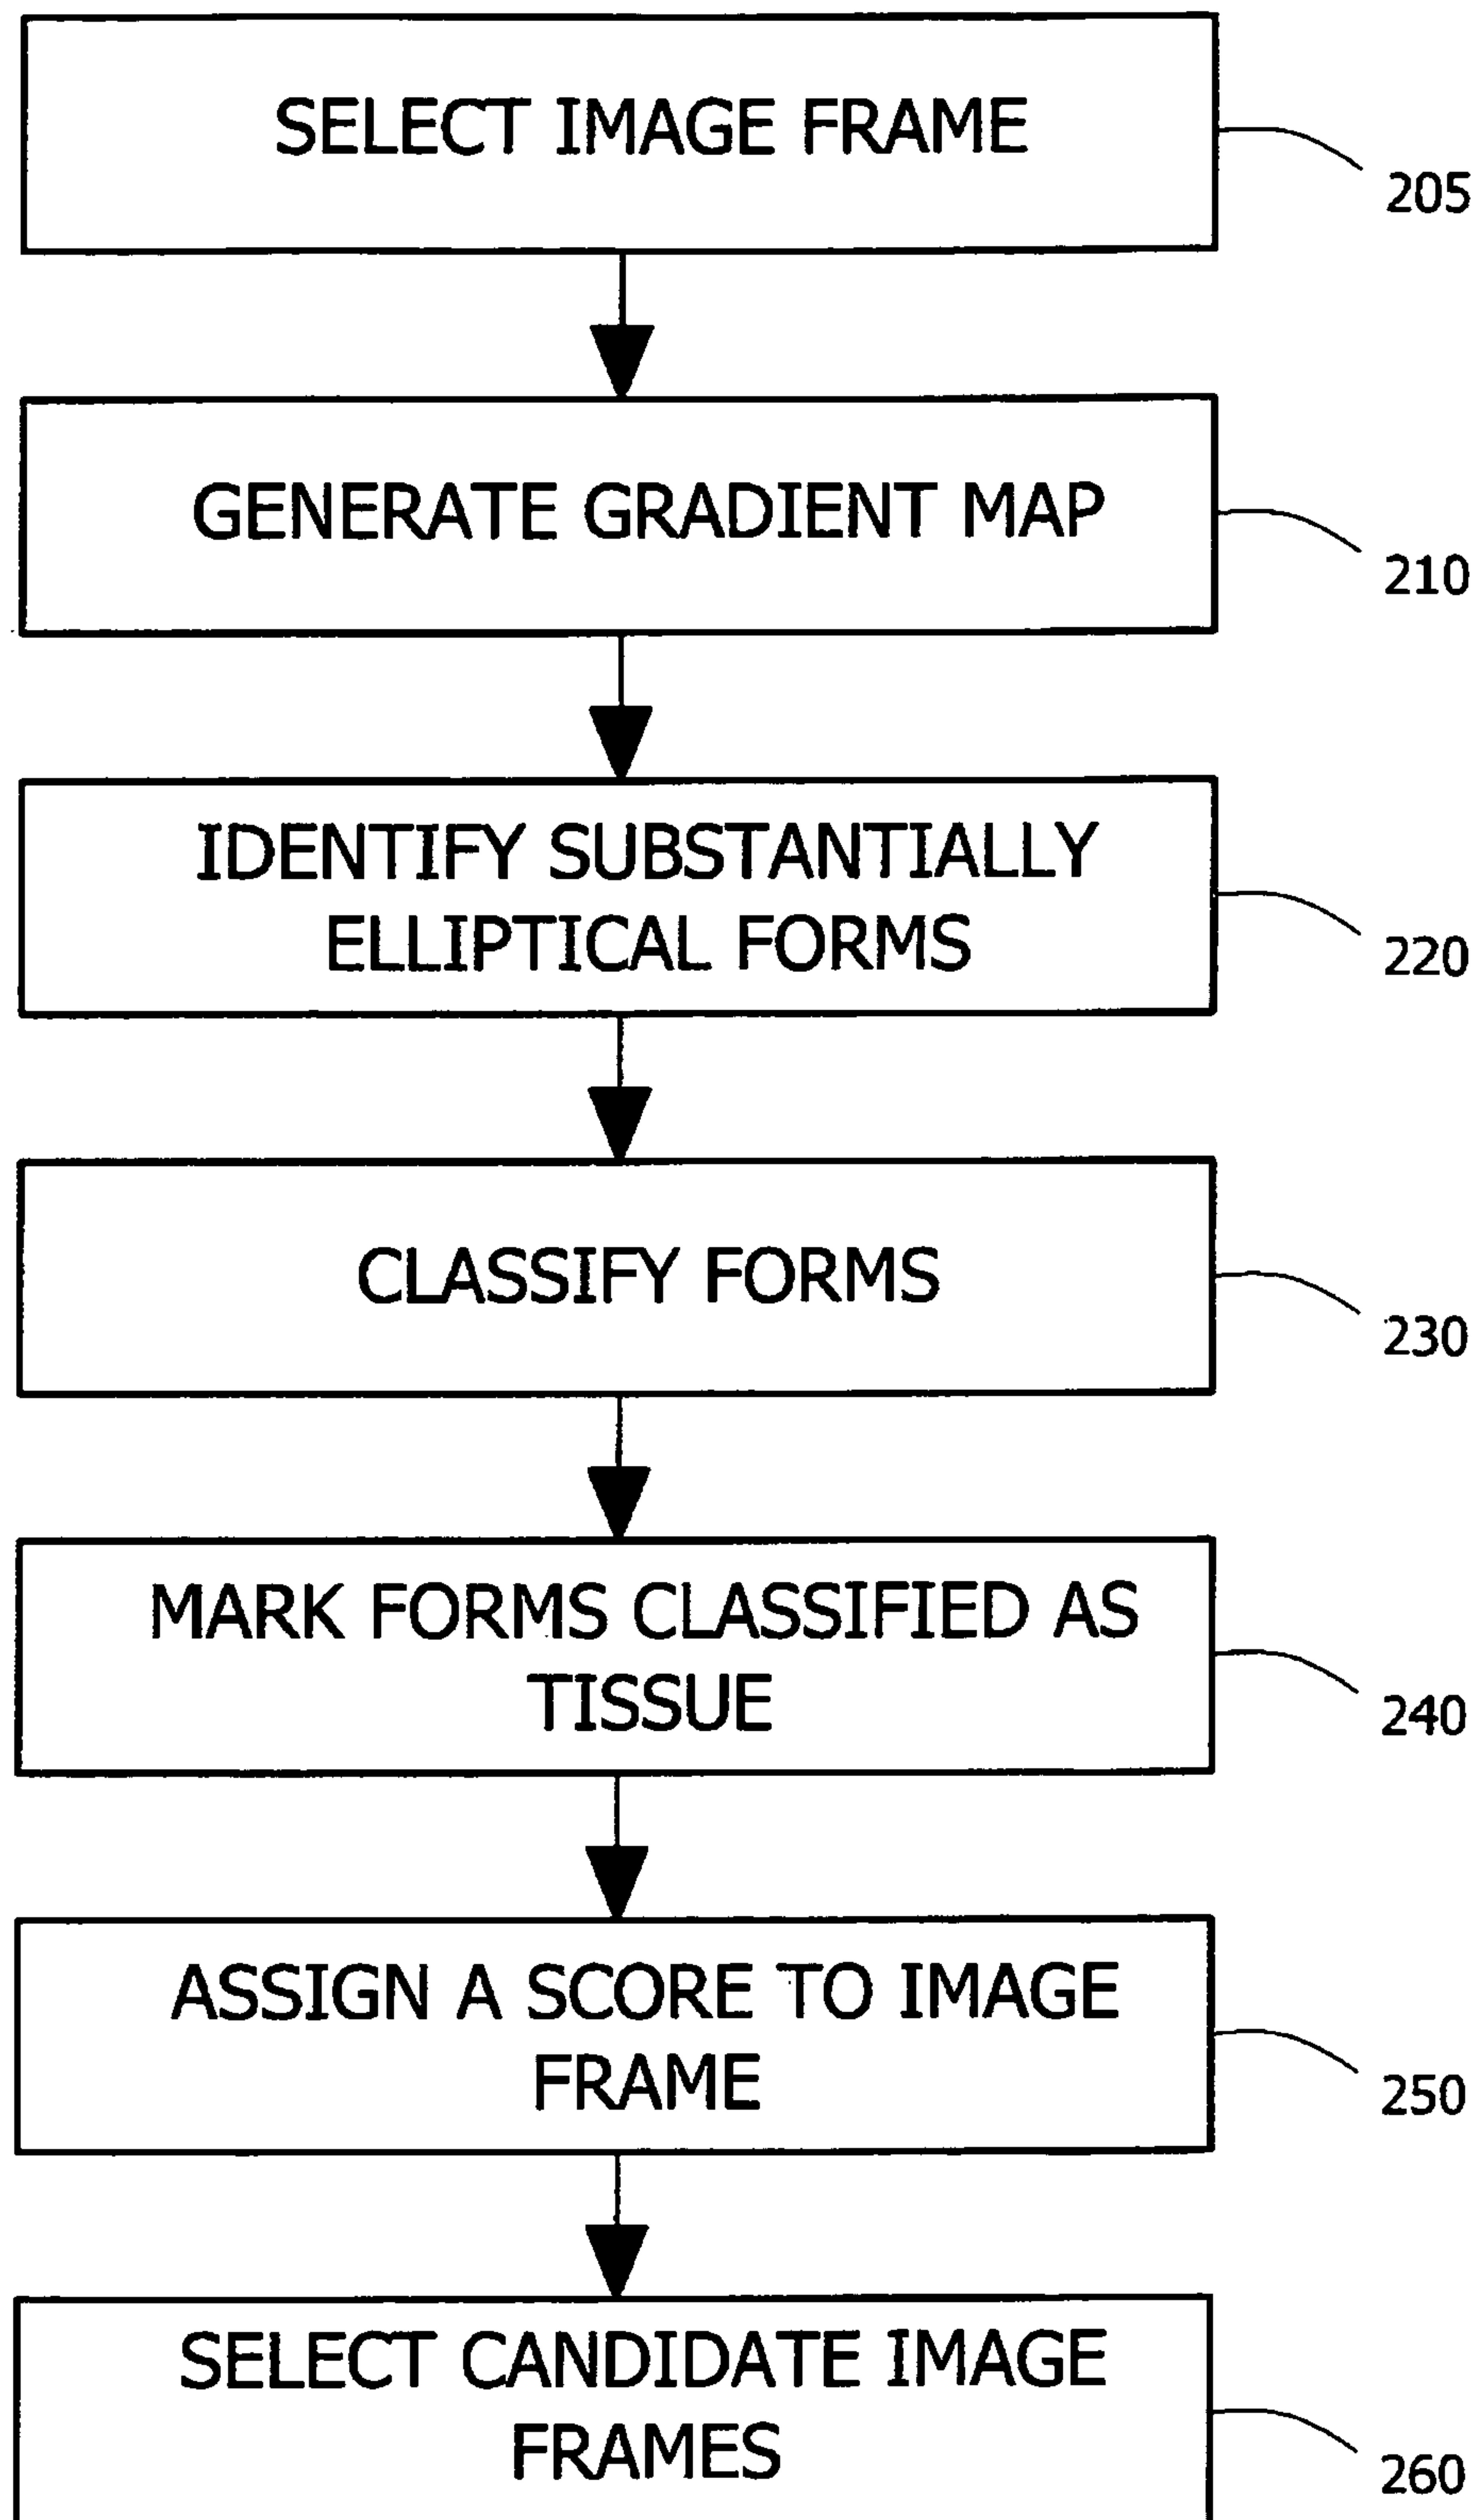 SELECT IMAGE FRAME
205
GENERATE GRADIENT MAP
210
IDENTIFY SUBSTANTIALLY
ELLIPTICAL FORMS
220
CLASSIFY FORMS
230
MARK FORMS CLASSIFIED AS
TISSUE
240
ASSIGN A SCORE TO IMAGE
FRAME
250
SELECT CANDIDATE IMAGE
FRAMES
260